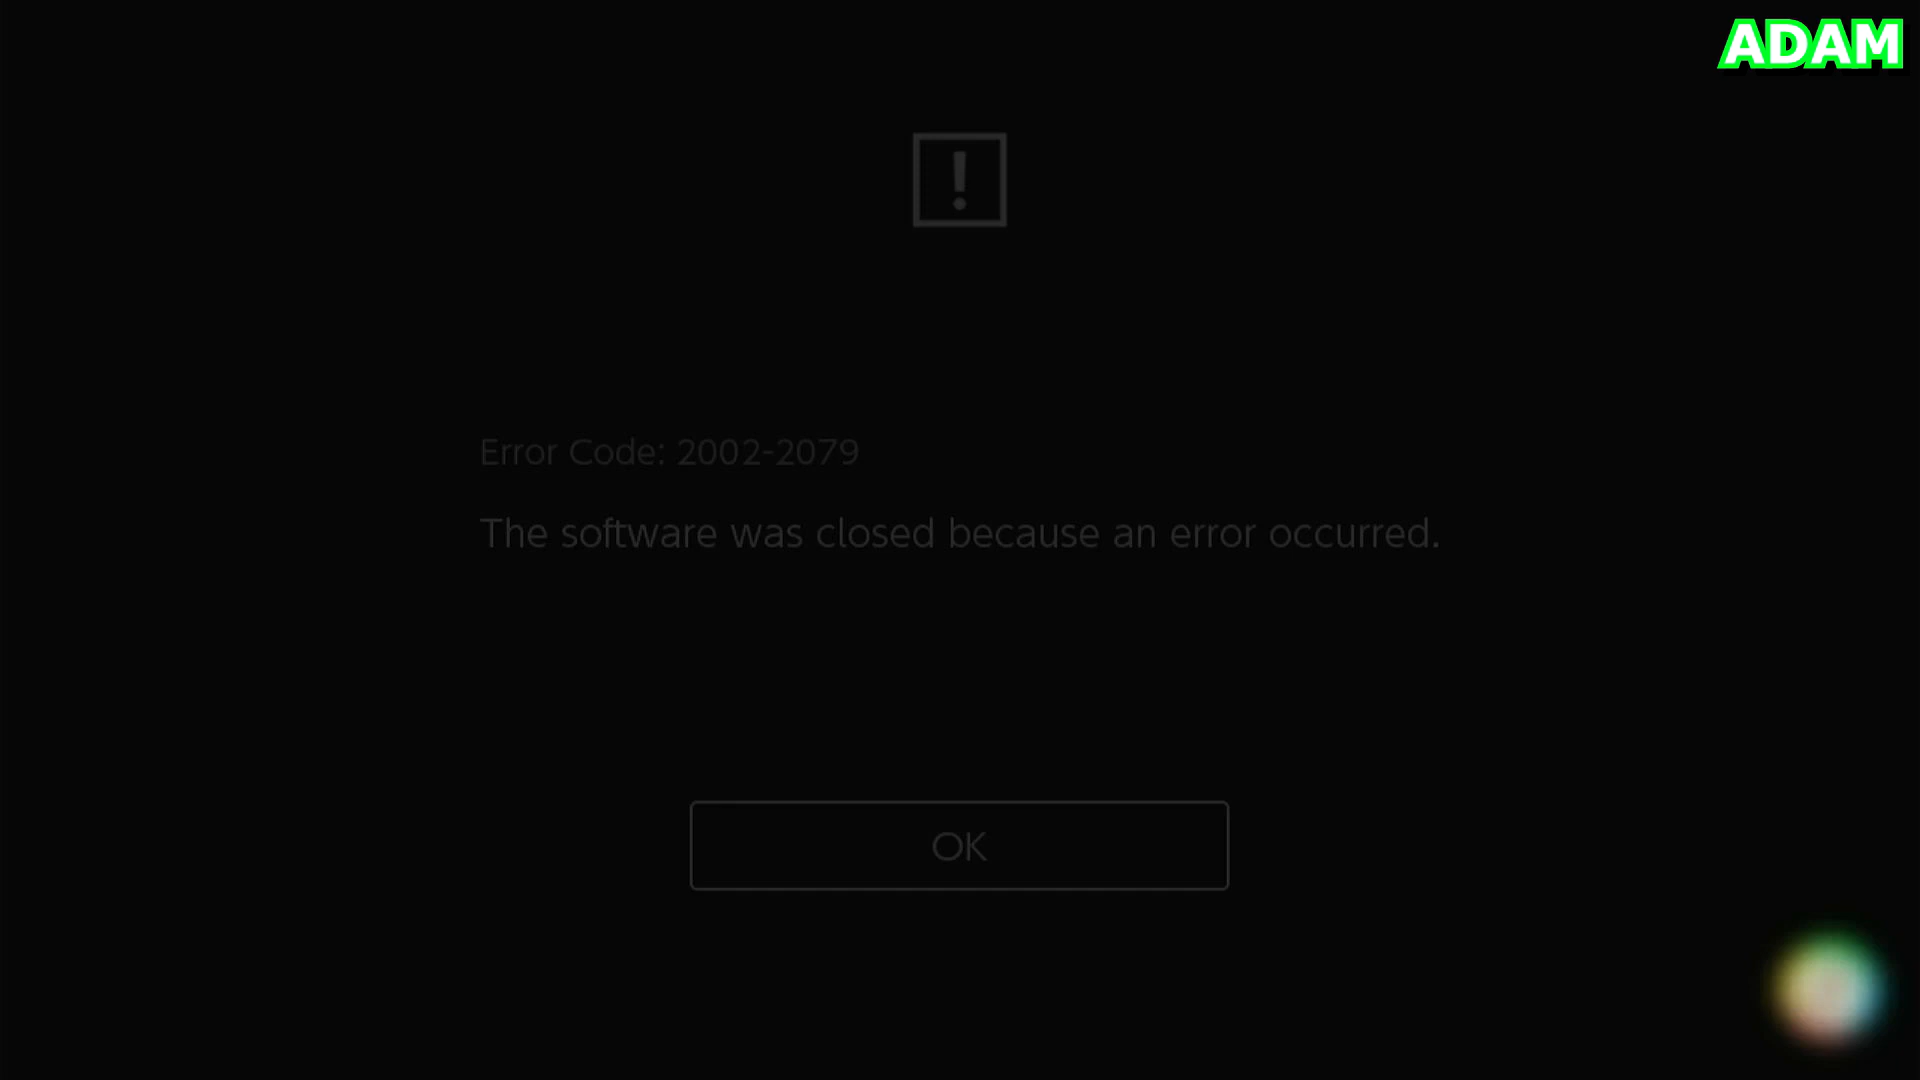 ADAM
!
Error Code: 2002-2079
The software was closed because an error occurred.
OK